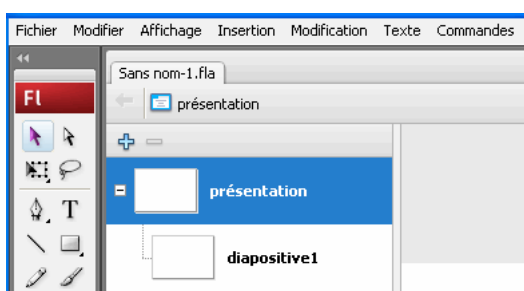 Fichier Modifier Affichage Insertion Modification Texte Commandes
Sans nom-1.fla
Fl
présentation
présentation
T
diapositive1